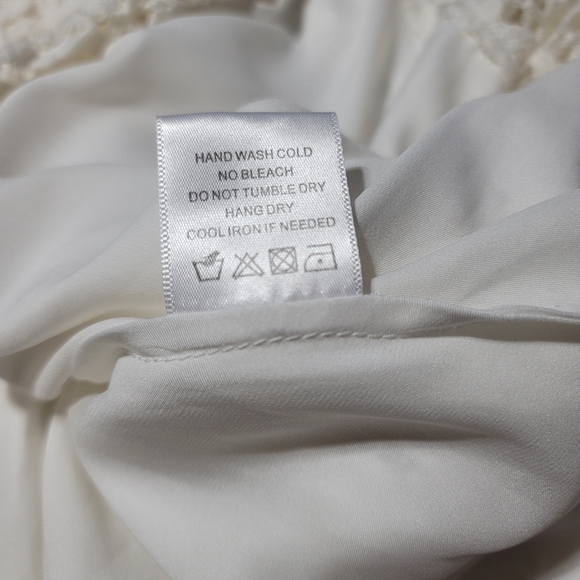 HAND WASH COLD
NO BLEACH
DO NOT TUMBLE DRY
HANG DRY
COOL IRON IF NEEDED